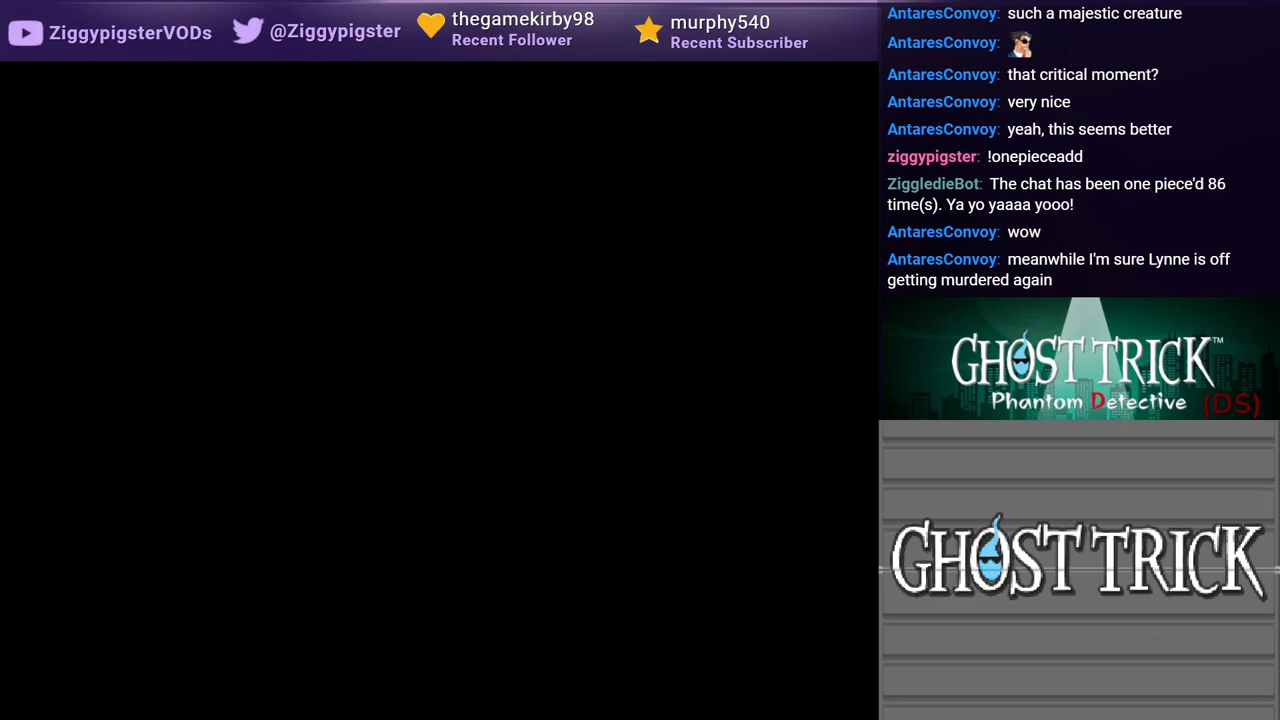 ZiggypigsterVODs
@Ziggypigster
thegamekirby98
Recent Follower
murphy540
Recent Subscriber
AntaresConvoy: such a majestic creature
AntaresConvoy:
AntaresConvoy: that critical moment?
AntaresConvoy: very nice
AntaresConvoy: yeah, this seems better
ziggypigster: !onepieceadd
ZiggledieBot: The chat has been one piece'd 86
time(s). Ya yo yaaaa yooo!
AntaresConvoy: wow
AntaresConvoy: meanwhile I'm sure Lynne is off
getting murdered again
GHOST TRICK™
Phantom Detective (DS)
GHOST TRICK